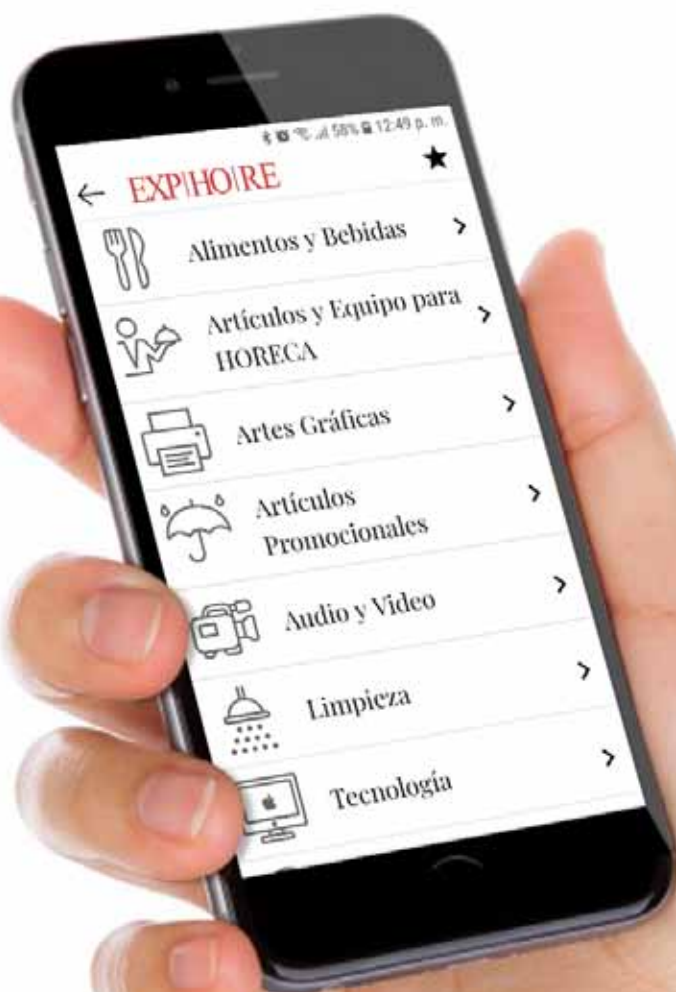 58% 12:49 p. m.
EXP|HO|RE
Alimentos y Bebidas
Artículos y Equipo para
HORECA
Artes Gráficas
Artículos
Promocionales
Audio y Video
Limpieza
Tecnología